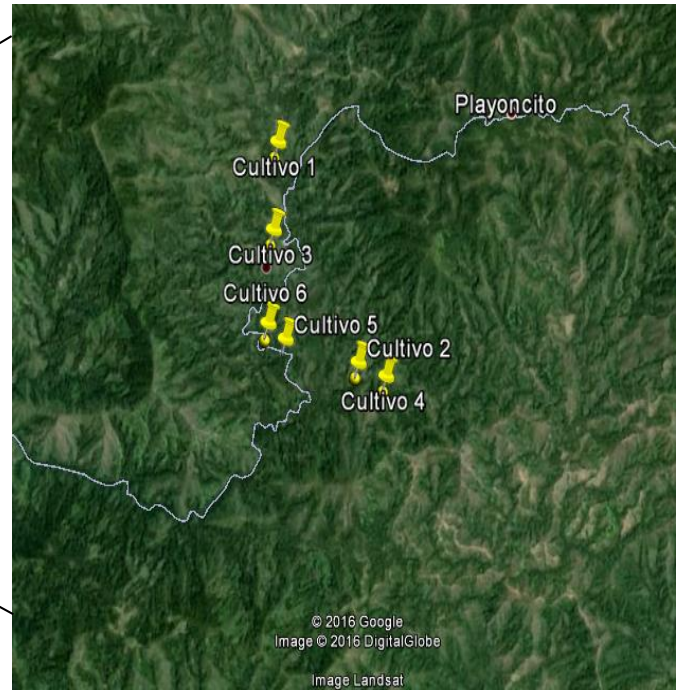 Playoncito
Cultivo 1
Cultivo 3
Cultivo 6
Cultivo 5
Cultivo 2
Cultivo 4
© 2016 Google
Image © 2016 DigitalGlobe
Image Landsat